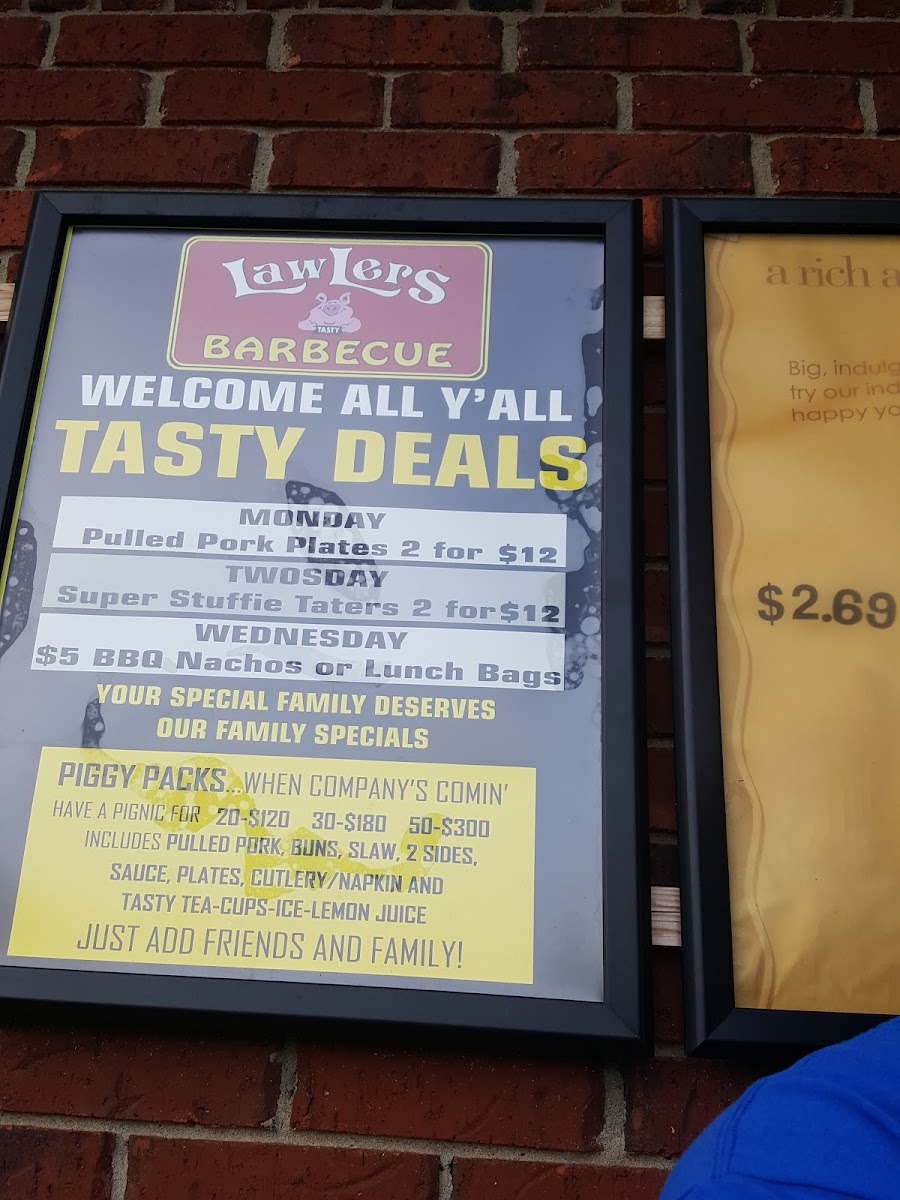 LawLers
TASTY
BARBECUE
WELCOME ALL Y'ALL
TASTY DEALS
MONDAY
Pulled Pork Plates 2 for $12
TWOSDAY
Super Stuffie Taters 2 for $12
WEDNESDAY
$5 BBQ Nachos or Lunch Bags
YOUR SPECIAL FAMILY DESERVES
OUR FAMILY SPECIALS
PIGGY PACKS...WHEN COMPANY'S COMIN'
HAVE A PIGNIC FOR 20-$120 30-$180 50-$300
INCLUDES PULLED PORK, BUNS, SLAW, 2 SIDES,
SAUCE, PLATES, CUTLERY/NAPKIN AND
TASTY TEA-CUPS-ICE-LEMON JUICE
JUST ADD FRIENDS AND FAMILY!
a rich a
Big, indulg
try our ind
happy yo
$2.69